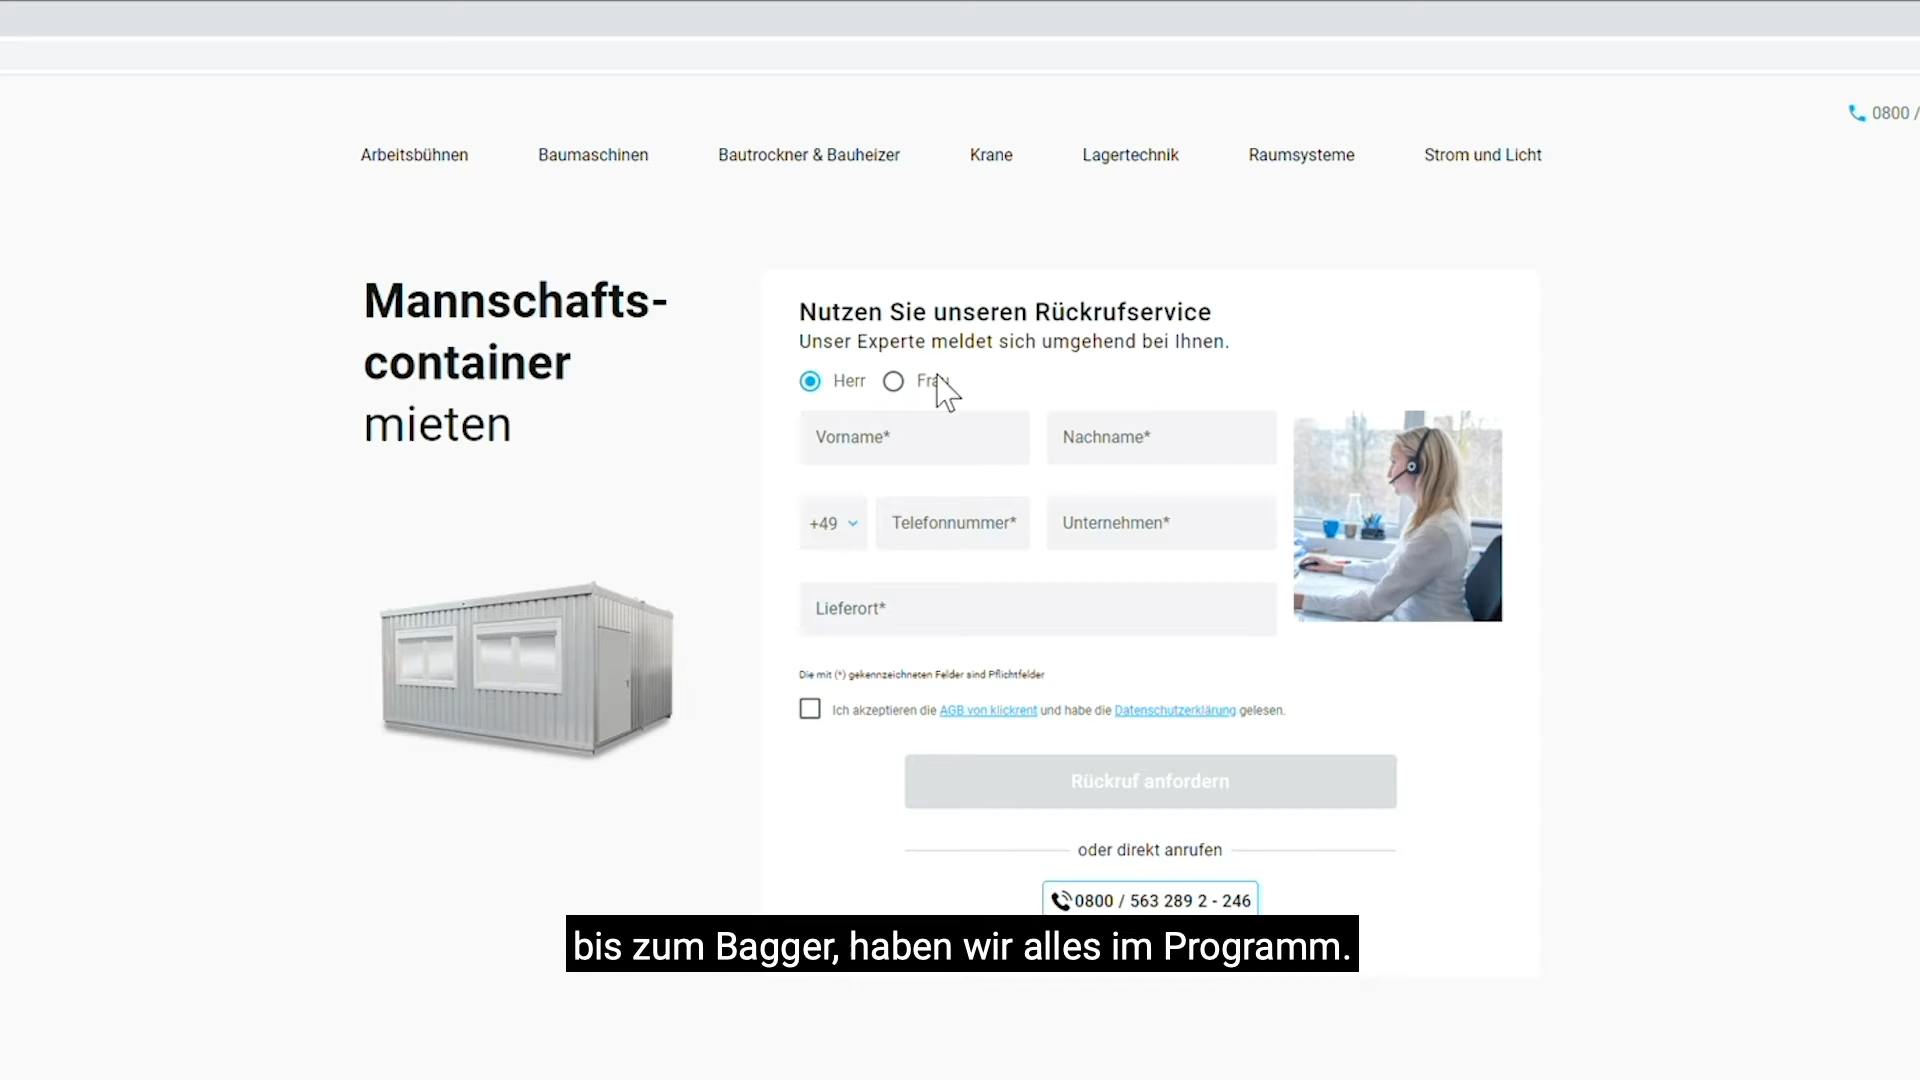 0800 /
Arbeitsbühnen Baumaschinen Bautrockner & Bauheizer Krane Lagertechnik Raumsysteme Strom und Licht
Mannschafts-
container
mieten
Nutzen Sie unseren Rückrufservice
Unser Experte meldet sich umgehend bei Ihnen.
Herr Frau
Vorname* Nachname*
+49 Telefonnummer* Unternehmen*
Lieferort*
Die mit (*) gekennzeichneten Felder sind Pflichtfelder
Ich akzeptieren die AGB von klickrent und habe die Datenschutzerklärung gelesen.
Rückruf anfordern
oder direkt anrufen
0800 / 563 289 2 - 246
bis zum Bagger, haben wir alles im Programm.